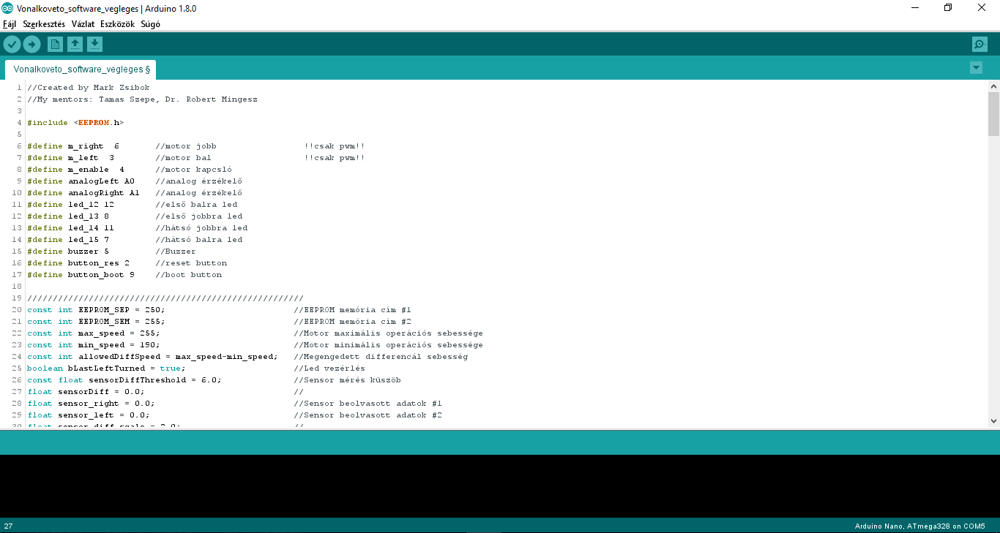 Vonalkoveto_software_vegleges | Arduino 1.8.0
Fájl Szerkesztés Vázlat Eszközök Súgó
Vonalkoveto_software_vegleges §
1 //Created by Mark Zsibok
2 //My mentors: Tamas Szepe, Dr. Robert Mingesz
3
4 #include <EEPROM.h>
5
6 #define m_right 6 //motor jobb !!csak pwm!!
7 #define m_left 3 //motor bal !!csak pwm!!
8 #define m_enable 4 //motor kapcsló
9 #define analogLeft A0 //analog érzékelő
10 #define analogRight A1 //analog érzékelő
11 #define led_12 12 //első balra led
12 #define led_13 8 //első jobbra led
13 #define led_14 11 //hátsó jobbra led
14 #define led_15 7 //hátsó balra led
15 #define buzzer 5 //Buzzer
16 #define button_res 2 //reset button
17 #define button_boot 9 //boot button
18
19 //////////////////////////////////////////////////////
20 const int EEPROM_SEP = 250; //EEPROM memória cím #1
21 const int EEPROM_SEM = 255; //EEPROM memória cím #2
22 const int max_speed = 255; //Motor maximális operációs sebessége
23 const int min_speed = 190; //Motor minimális operációs sebessége
24 const int allowedDiffSpeed = max_speed-min_speed; //Megengedett differencál sebesség
25 boolean bLastLeftTurned = true; //Led vezérlés
26 const float sensorDiffThreshold = 6.0; //Sensor mérés küszöb
27 float sensorDiff = 0.0; //
28 float sensor_right = 0.0; //Sensor beolvasott adatok #1
29 float sensor_left = 0.0; //Sensor beolvasott adatok #2
30 float sensor_diff_scale = 2.0; //
27
Arduino Nano, ATmega328 on COM5